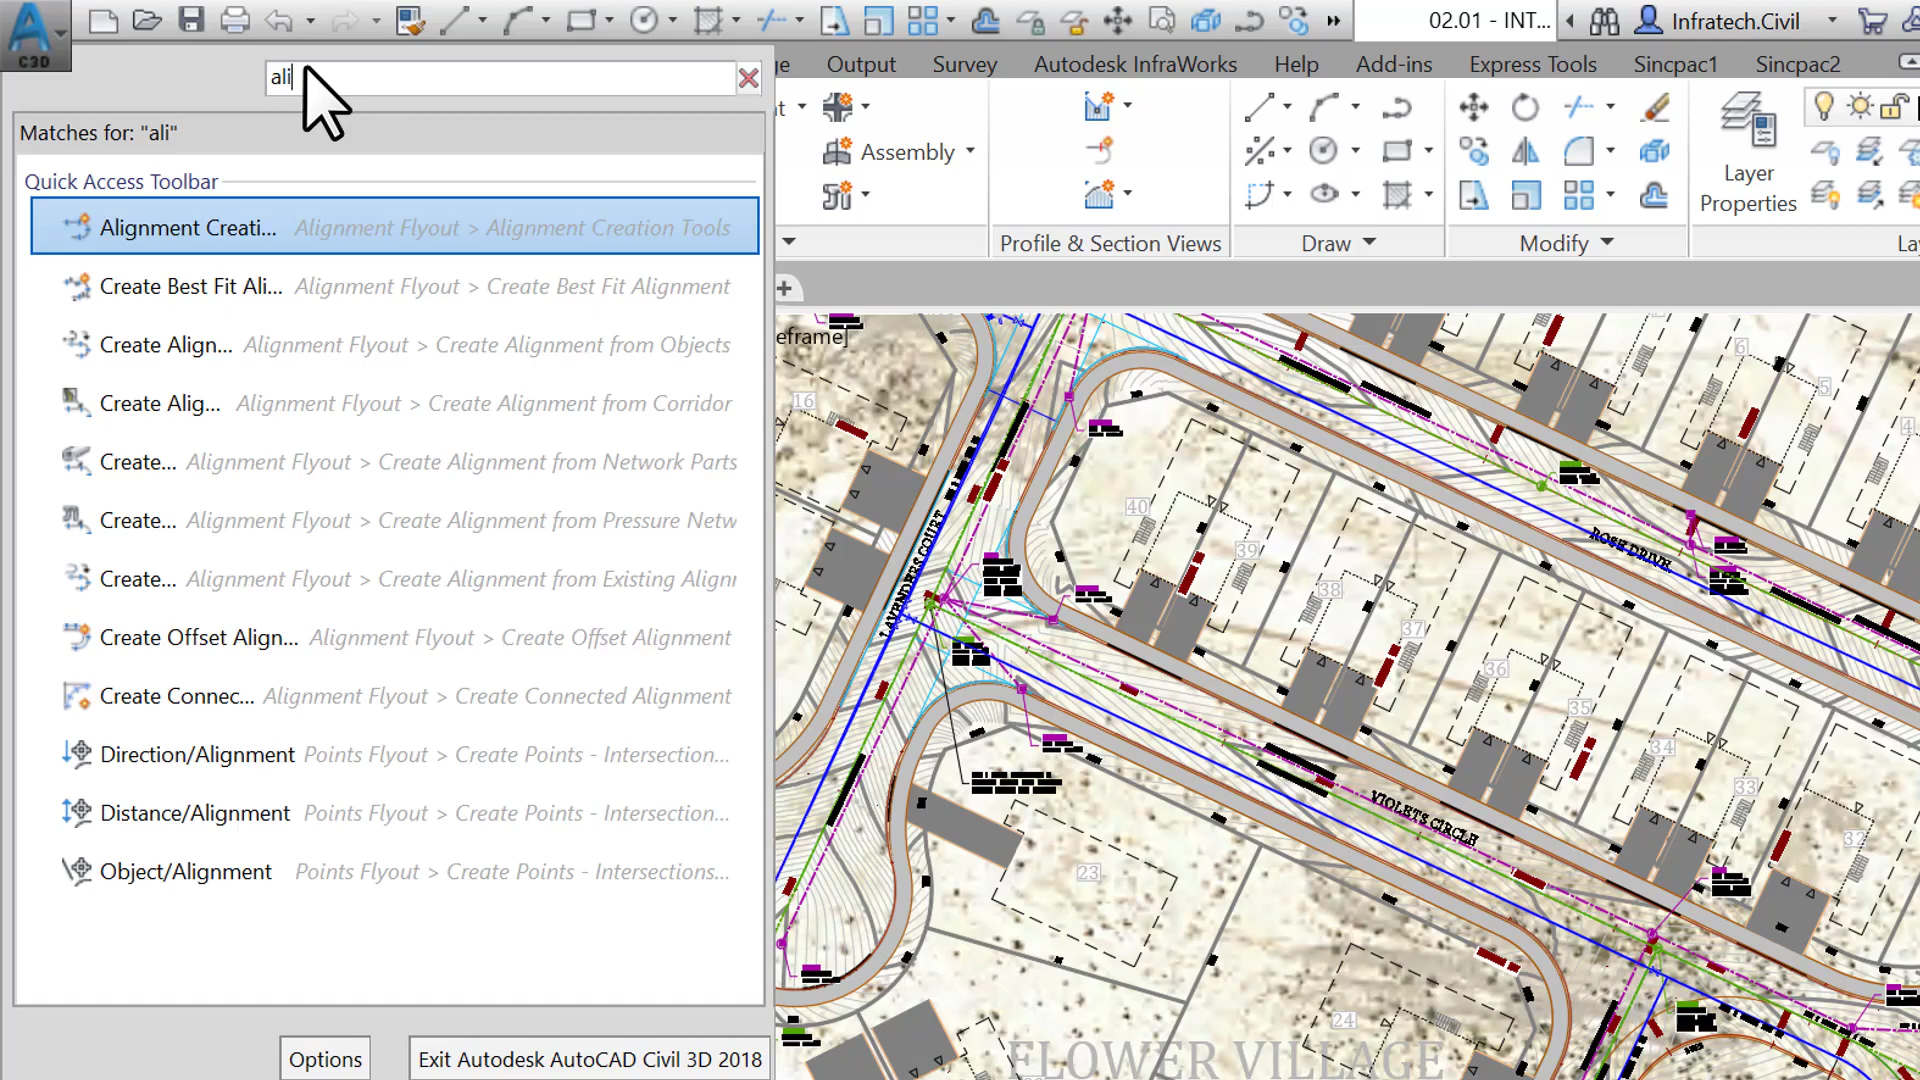 C3D
02.01 - INT...
Infratech.Civil
ali
Output
Survey
Autodesk InfraWorks
Help
Add-ins
Express Tools
Sincpac1
Sincpac2
Matches for: "ali"
Quick Access Toolbar
Alignment Creati... Alignment Flyout > Alignment Creation Tools
Create Best Fit Ali... Alignment Flyout > Create Best Fit Alignment
Create Align... Alignment Flyout > Create Alignment from Objects
Create Alig... Alignment Flyout > Create Alignment from Corridor
Create... Alignment Flyout > Create Alignment from Network Parts
Create... Alignment Flyout > Create Alignment from Pressure Netw
Create... Alignment Flyout > Create Alignment from Existing Alignr
Create Offset Align... Alignment Flyout > Create Offset Alignment
Create Connec... Alignment Flyout > Create Connected Alignment
Direction/Alignment Points Flyout > Create Points - Intersection...
Distance/Alignment Points Flyout > Create Points - Intersection...
Object/Alignment Points Flyout > Create Points - Intersections...
Options
Exit Autodesk AutoCAD Civil 3D 2018
Assembly
Profile & Section Views
Draw
Modify
Layer
Properties
eframe]
16
6
5
4
40
39
38
37
36
35
34
33
32
23
24
LAVENDERS COURT
ROSE DRIVE
VIOLETS CIRCLE
FLOWER VILLAGE